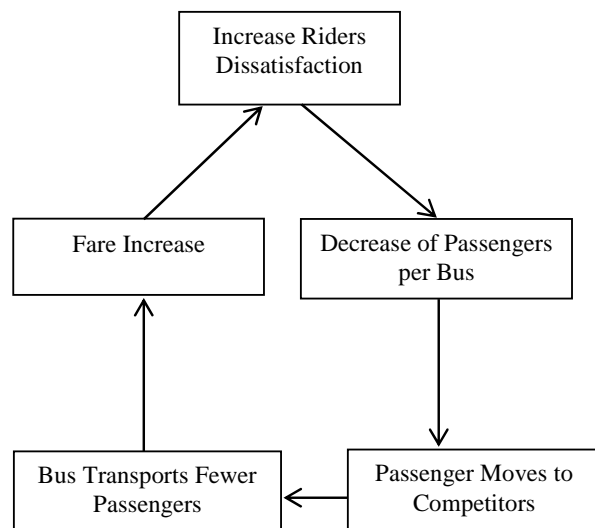 Increase Riders
Dissatisfaction
Fare Increase
Decrease of Passengers
per Bus
Bus Transports Fewer
Passengers
Passenger Moves to
Competitors